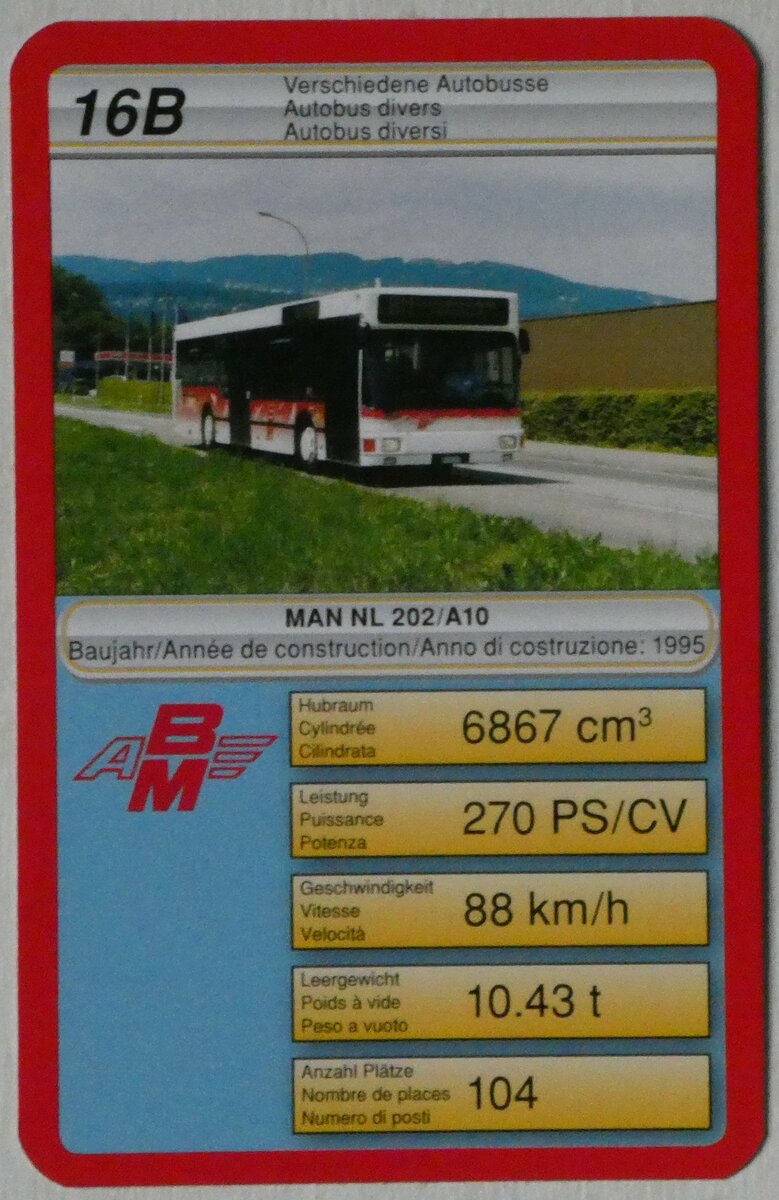 16B
Verschiedene Autobusse
Autobus divers
Autobus diversi
MAN NL 202/A10
Baujahr/Année de construction/Anno di costruzione: 1995
ABM
Hubraum
Cylindrée
Cilindrata
6867 cm³
Leistung
Puissance
Potenza
270 PS/CV
Geschwindigkeit
Vitesse
Velocità
88 km/h
Leergewicht
Poids à vide
Peso a vuoto
10.43 t
Anzahl Plätze
Nombre de places
Numero di posti
104